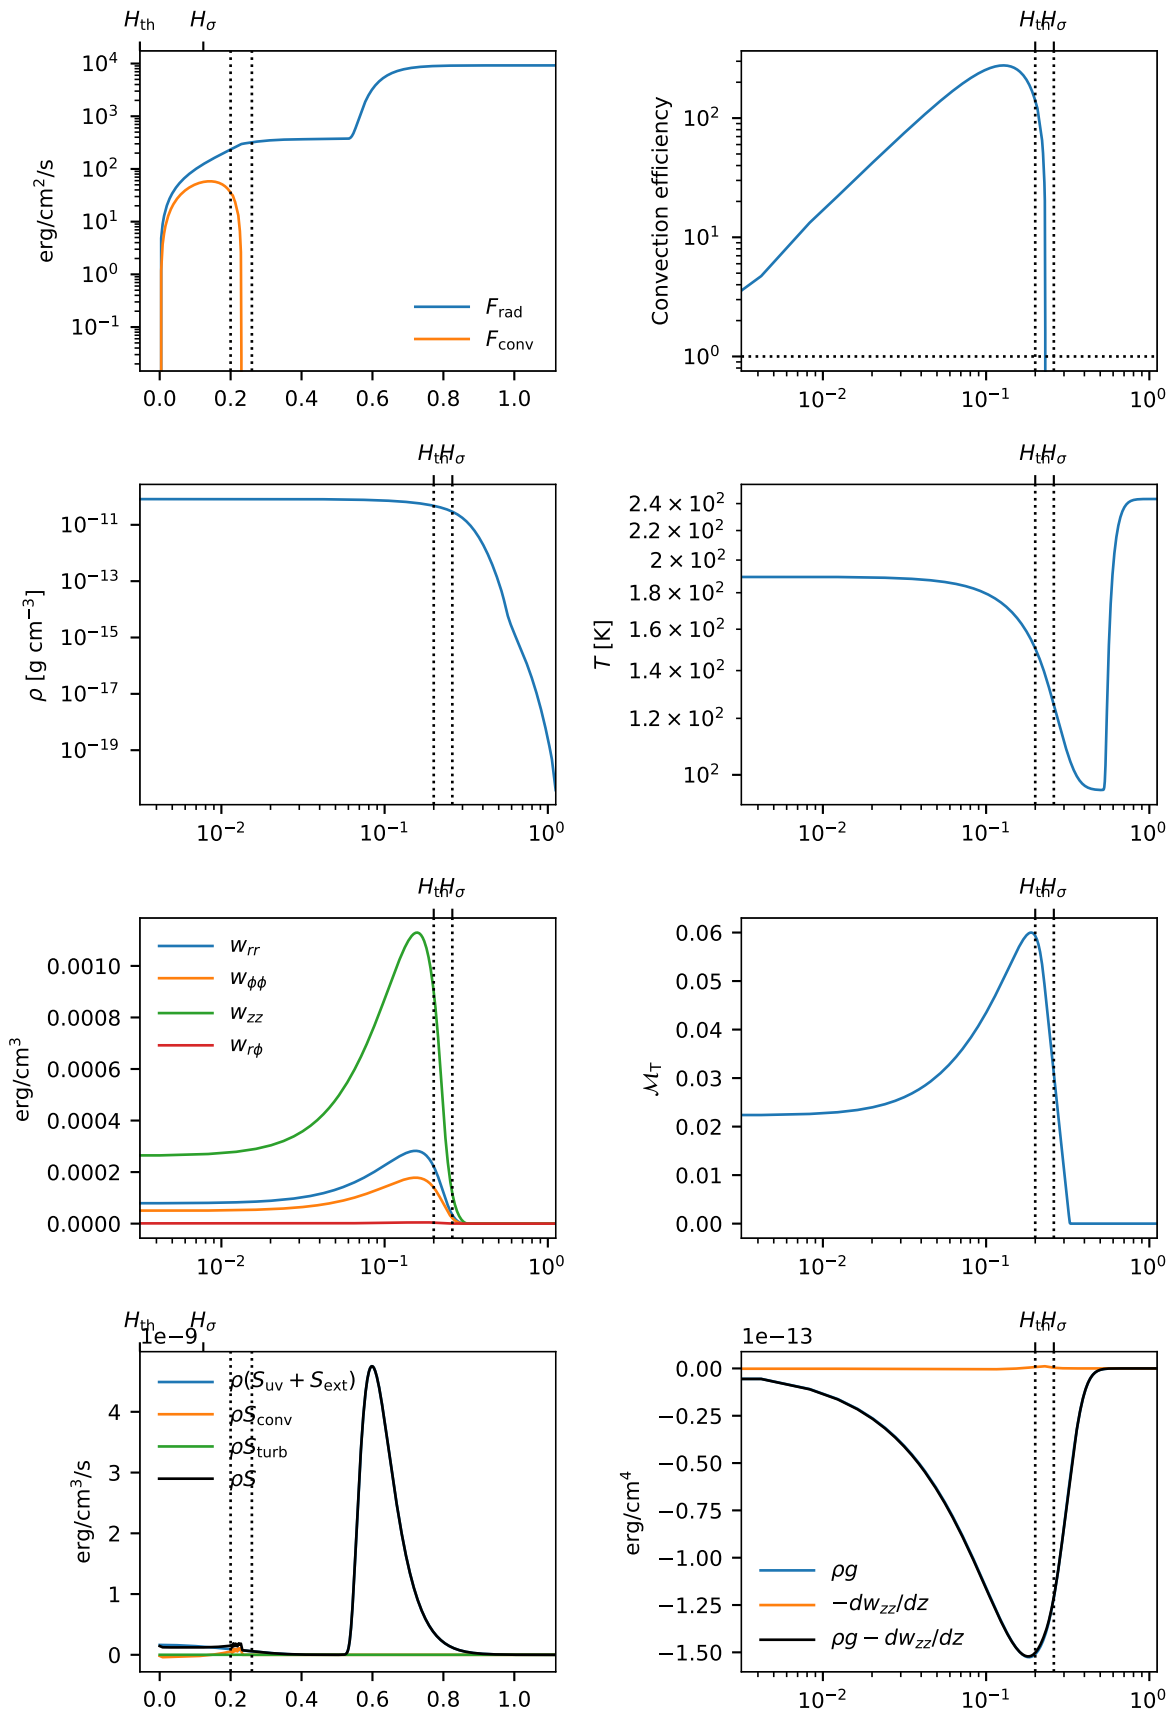 H_th H_σ
10^4
10^3
10^2
10^1
10^0
10^−1
erg/cm^2/s
F_rad
F_conv
0.0 0.2 0.4 0.6 0.8 1.0
H_th H_σ
10^2
10^1
10^0
Convection efficiency
10^−2 10^−1 10^0
H_th H_σ
10^−11
10^−13
10^−15
10^−17
10^−19
ρ [g cm^−3]
10^−2 10^−1 10^0
H_th H_σ
2.4 × 10^2
2.2 × 10^2
2 × 10^2
1.8 × 10^2
1.6 × 10^2
1.4 × 10^2
1.2 × 10^2
10^2
T [K]
10^−2 10^−1 10^0
H_th H_σ
0.0010
0.0008
0.0006
0.0004
0.0002
0.0000
erg/cm^3
w_rr
w_ϕϕ
w_zz
w_rϕ
10^−2 10^−1 10^0
H_th H_σ
0.06
0.05
0.04
0.03
0.02
0.01
0.00
ℳ_T
10^−2 10^−1 10^0
H_th H_σ
1e−9
4
3
2
1
0
erg/cm^3/s
ρ(S_uv + S_ext)
ρS_conv
ρS_turb
ρS
0.0 0.2 0.4 0.6 0.8 1.0
H_th H_σ
1e−13
0.00
−0.25
−0.50
−0.75
−1.00
−1.25
−1.50
erg/cm^4
ρg
−dw_zz/dz
ρg − dw_zz/dz
10^−2 10^−1 10^0